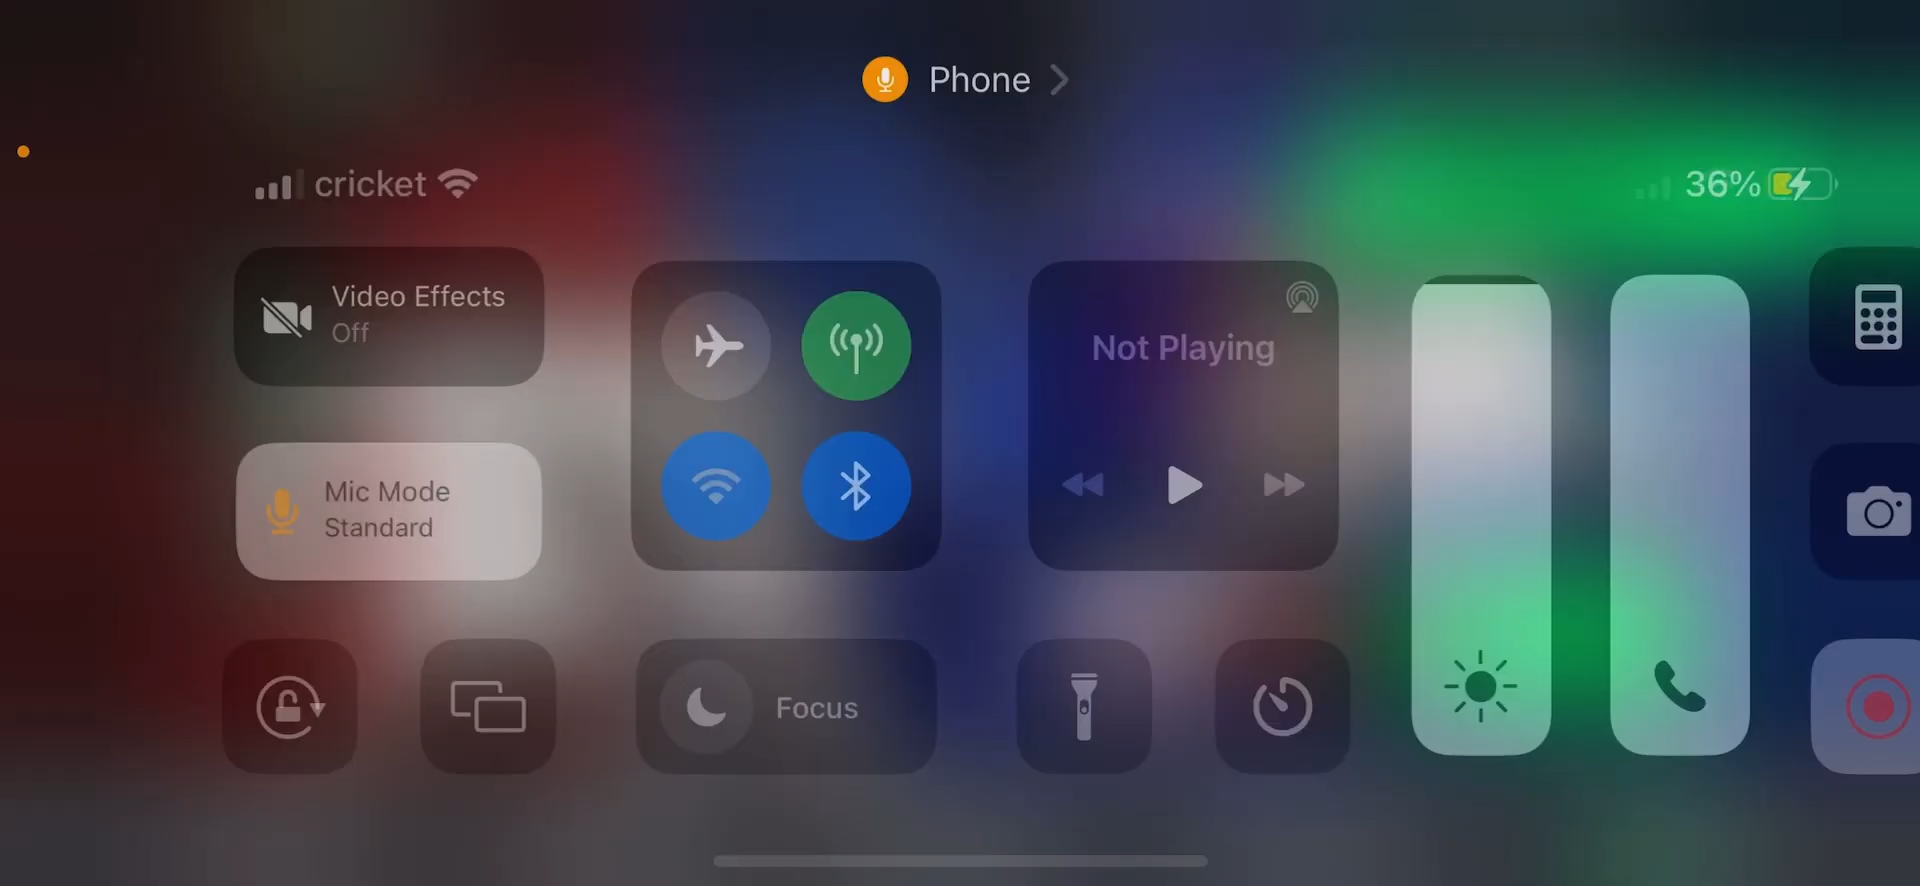 Phone
cricket
36%
Video Effects
Off
Not Playing
Mic Mode
Standard
Focus